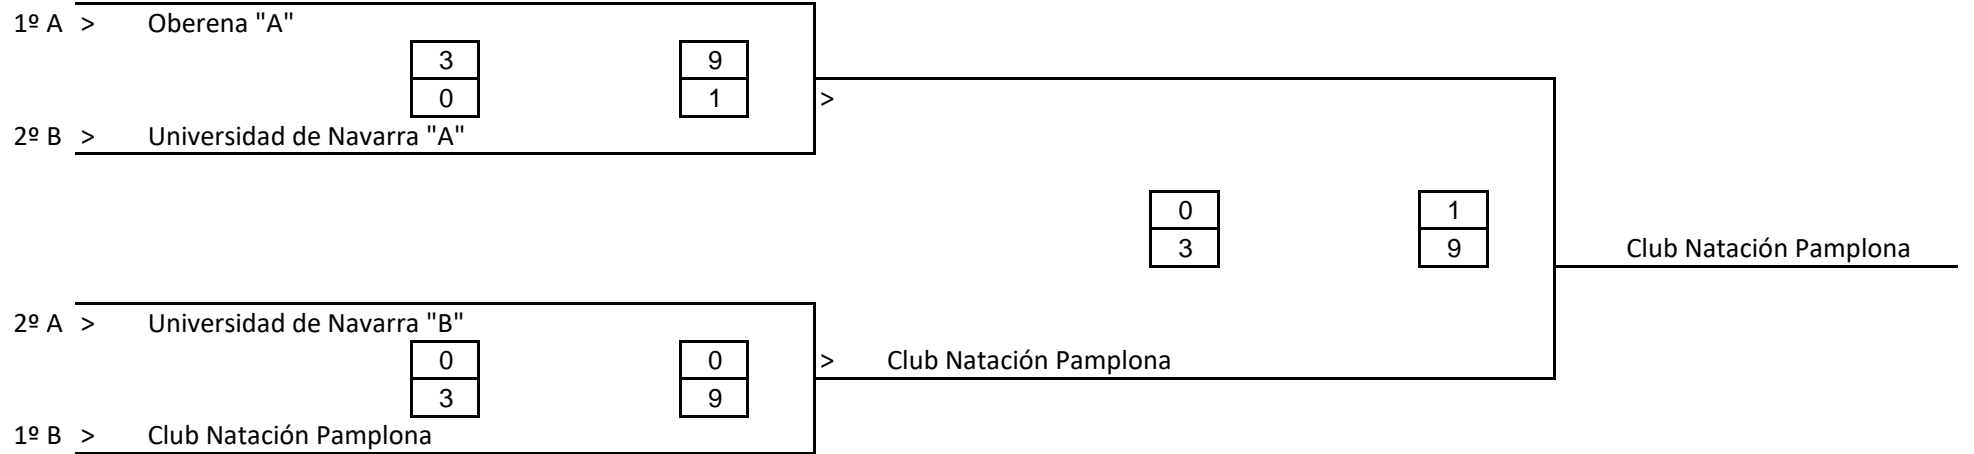 1º A > Oberena "A"
3 9
0 1 >
2º B > Universidad de Navarra "A"
0 1
3 9 Club Natación Pamplona
2º A > Universidad de Navarra "B"
0 0 > Club Natación Pamplona
3 9
1º B > Club Natación Pamplona